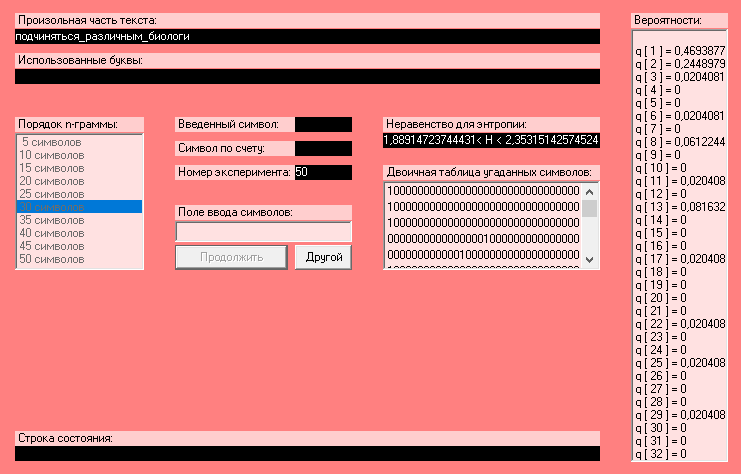 Произольная часть текста:
подчиняться_различным_биологи
Использованные буквы:
Порядок n-граммы:
5 символов
10 символов
15 символов
20 символов
25 символов
30 символов
35 символов
40 символов
45 символов
50 символов
Введенный символ:
Символ по счету:
Номер эксперимента: 50
Поле ввода символов:
Продолжить
Другой
Неравенство для энтропии:
1,88914723744431< H < 2,35315142574524
Двоичная таблица угаданных символов:
10000000000000000000000000000000
10000000000000000000000000000000
10000000000000000000000000000000
00000000000000001000000000000000
00000000000010000000000000000000
Вероятности:
q [ 1 ] = 0,4693877
q [ 2 ] = 0,2448979
q [ 3 ] = 0,0204081
q [ 4 ] = 0
q [ 5 ] = 0
q [ 6 ] = 0,0204081
q [ 7 ] = 0
q [ 8 ] = 0,0612244
q [ 9 ] = 0
q [ 10 ] = 0
q [ 11 ] = 0,020408
q [ 12 ] = 0
q [ 13 ] = 0,081632
q [ 14 ] = 0
q [ 15 ] = 0
q [ 16 ] = 0
q [ 17 ] = 0,020408
q [ 18 ] = 0
q [ 19 ] = 0
q [ 20 ] = 0
q [ 21 ] = 0
q [ 22 ] = 0,020408
q [ 23 ] = 0
q [ 24 ] = 0
q [ 25 ] = 0,020408
q [ 26 ] = 0
q [ 27 ] = 0
q [ 28 ] = 0
q [ 29 ] = 0,020408
q [ 30 ] = 0
q [ 31 ] = 0
q [ 32 ] = 0
Строка состояния: